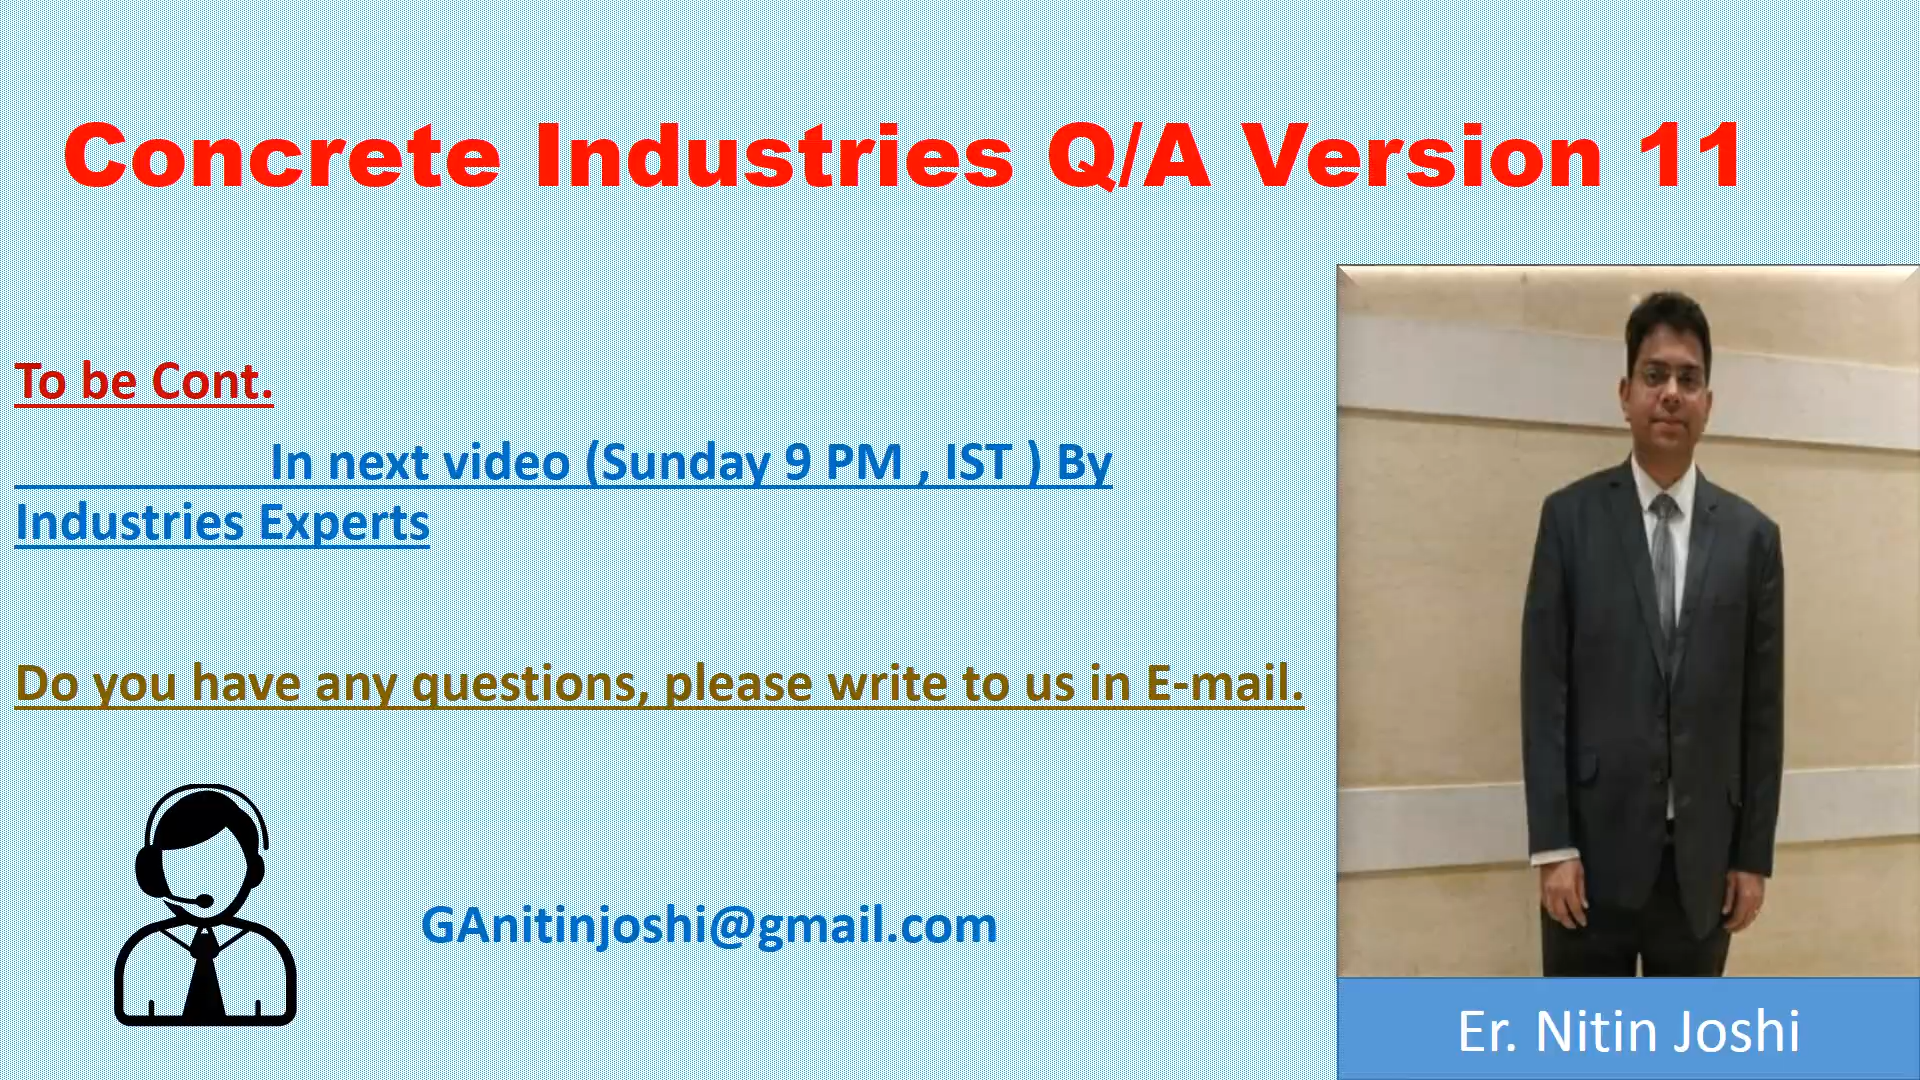 Concrete Industries Q/A Version 11
To be Cont.
In next video (Sunday 9 PM , IST ) By
Industries Experts
Do you have any questions, please write to us in E-mail.
GAnitinjoshi@gmail.com
Er. Nitin Joshi